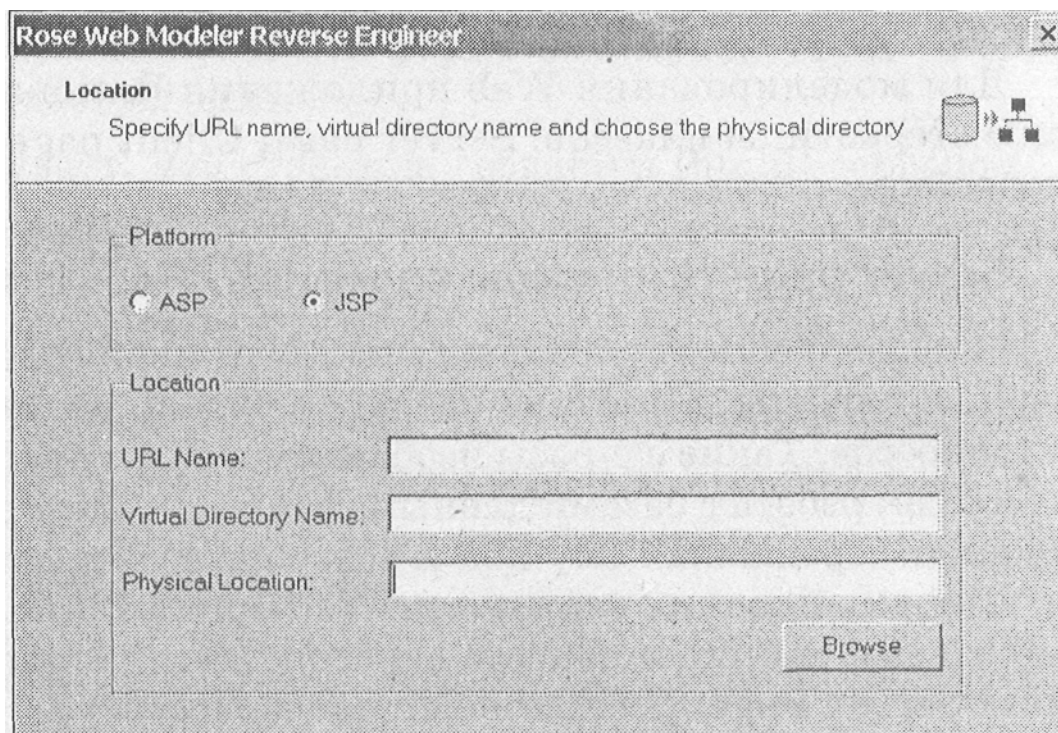 Rose Web Modeler Reverse Engineer
Location
Specify URL name, virtual directory name and choose the physical directory
Platform
ASP JSP
Location
URL Name:
Virtual Directory Name:
Physical Location:
Browse